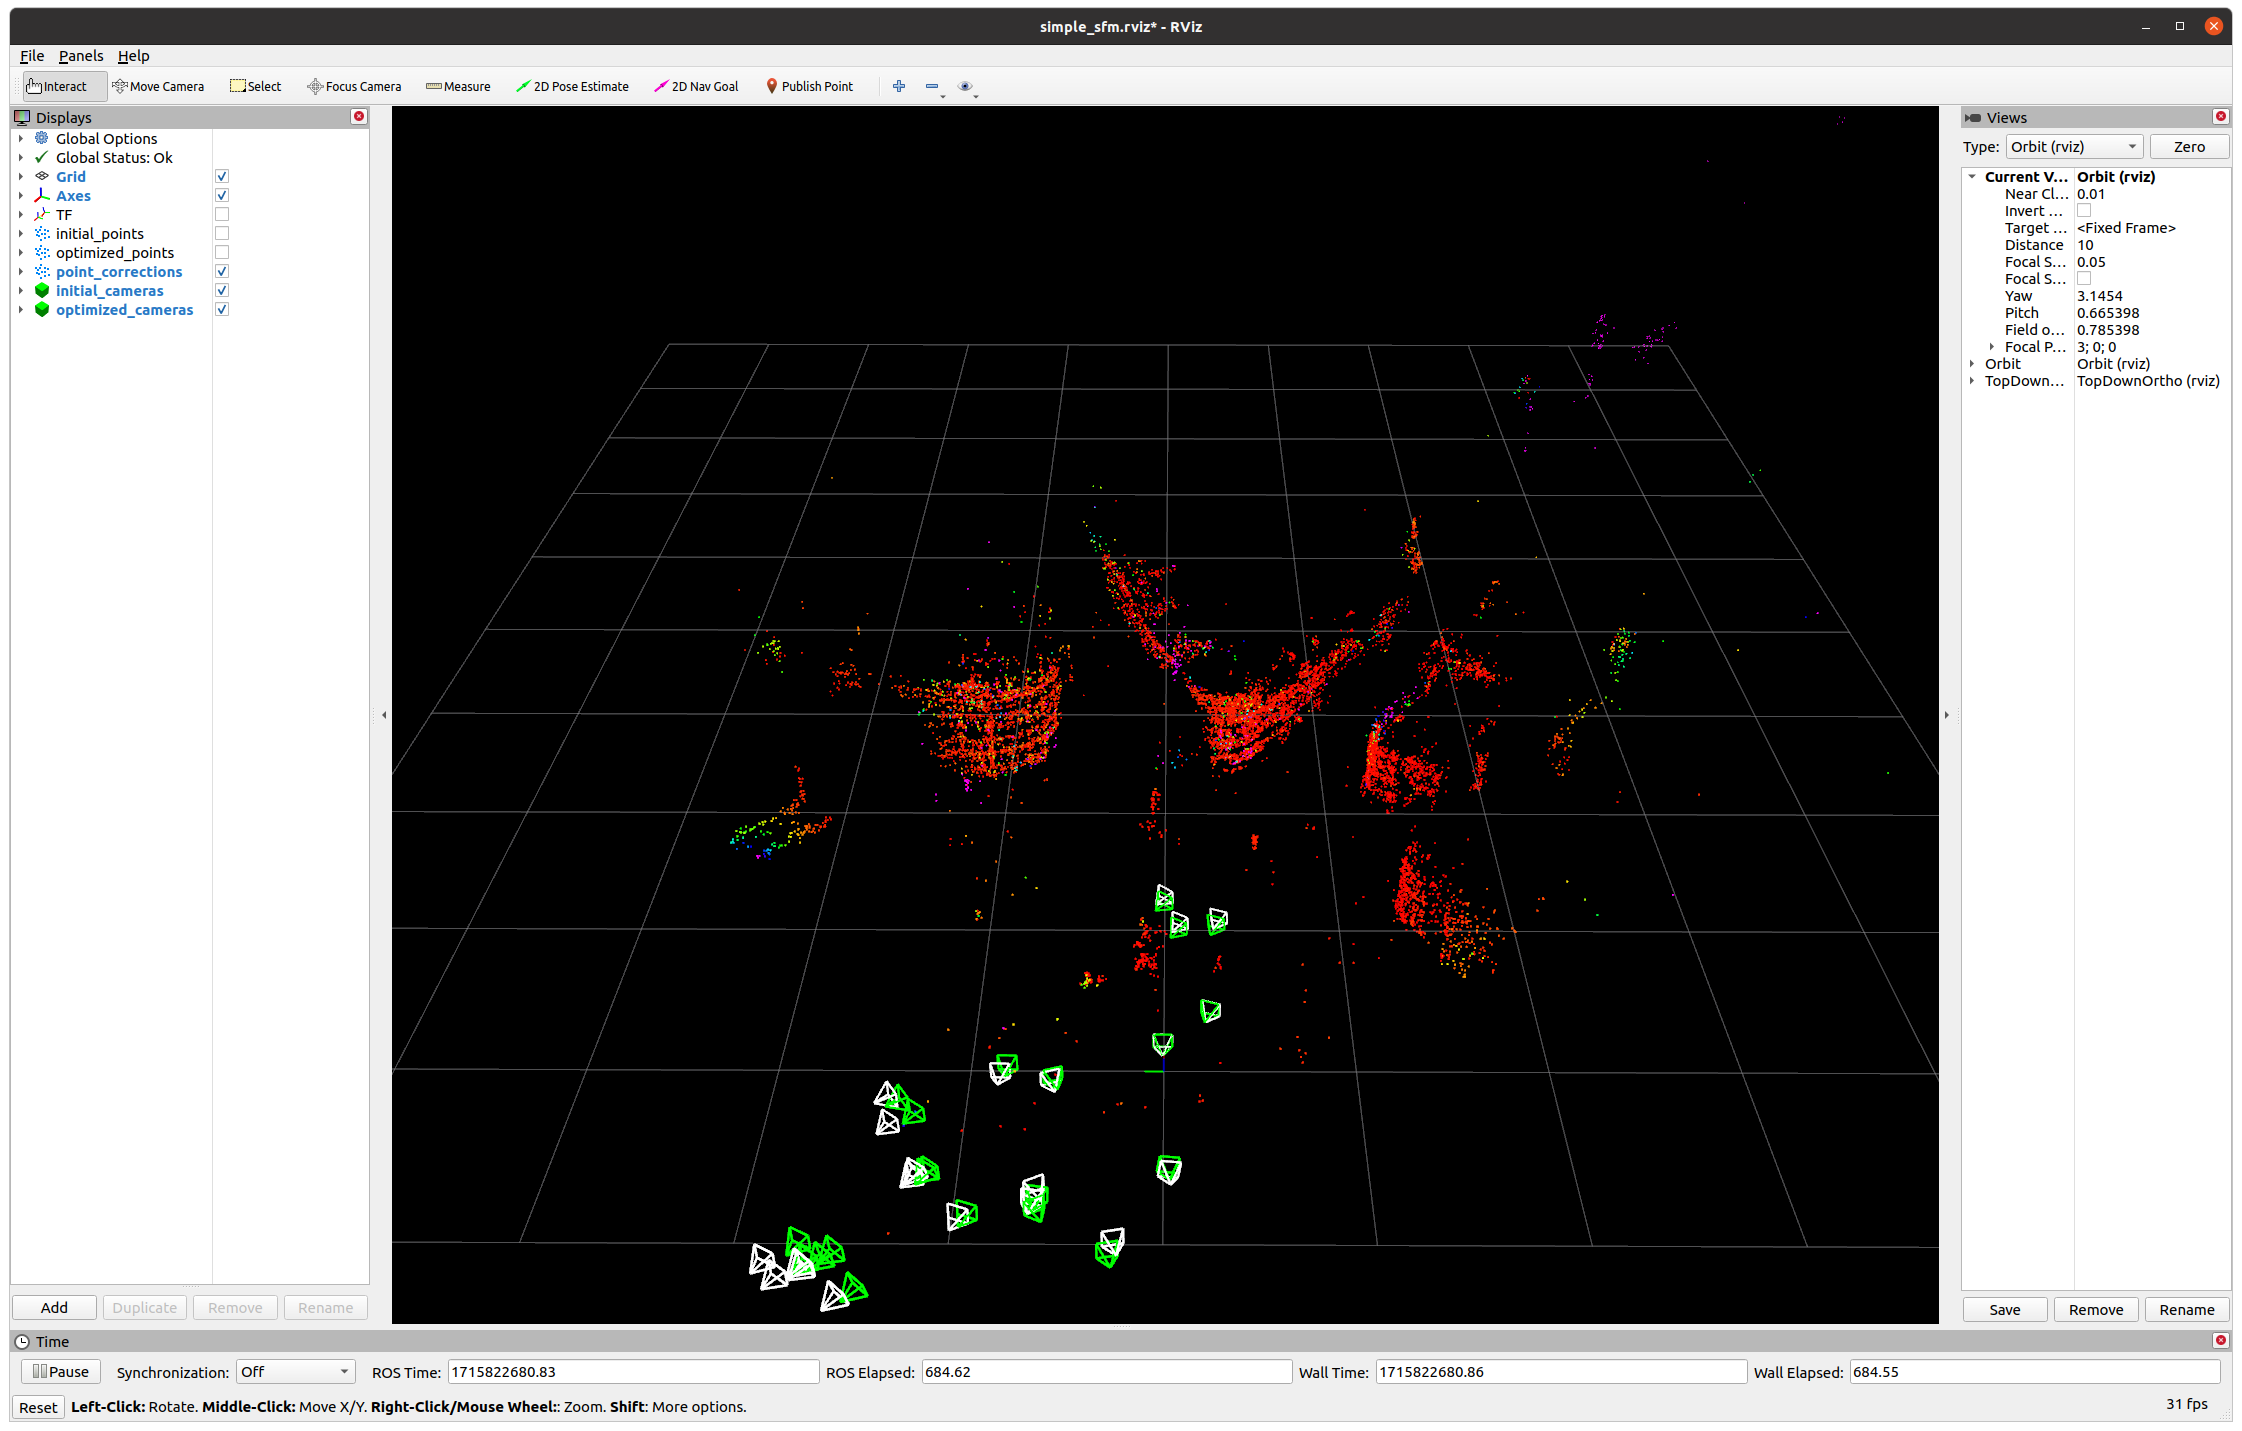 simple_sfm.rviz* - RViz
File Panels Help
Interact Move Camera Select Focus Camera Measure 2D Pose Estimate 2D Nav Goal Publish Point
Displays
Global Options
Global Status: Ok
Grid
Axes
TF
initial_points
optimized_points
point_corrections
initial_cameras
optimized_cameras
Add Duplicate Remove Rename
Views
Type: Orbit (rviz) Zero
Current V... Orbit (rviz)
Near Cl... 0.01
Invert ...
Target ... <Fixed Frame>
Distance 10
Focal S... 0.05
Focal S...
Yaw 3.1454
Pitch 0.665398
Field o... 0.785398
Focal P... 3; 0; 0
Orbit Orbit (rviz)
TopDown... TopDownOrtho (rviz)
Save Remove Rename
Time
Pause Synchronization: Off ROS Time: 1715822680.83 ROS Elapsed: 684.62 Wall Time: 1715822680.86 Wall Elapsed: 684.55
Reset Left-Click: Rotate. Middle-Click: Move X/Y. Right-Click/Mouse Wheel:: Zoom. Shift: More options. 31 fps